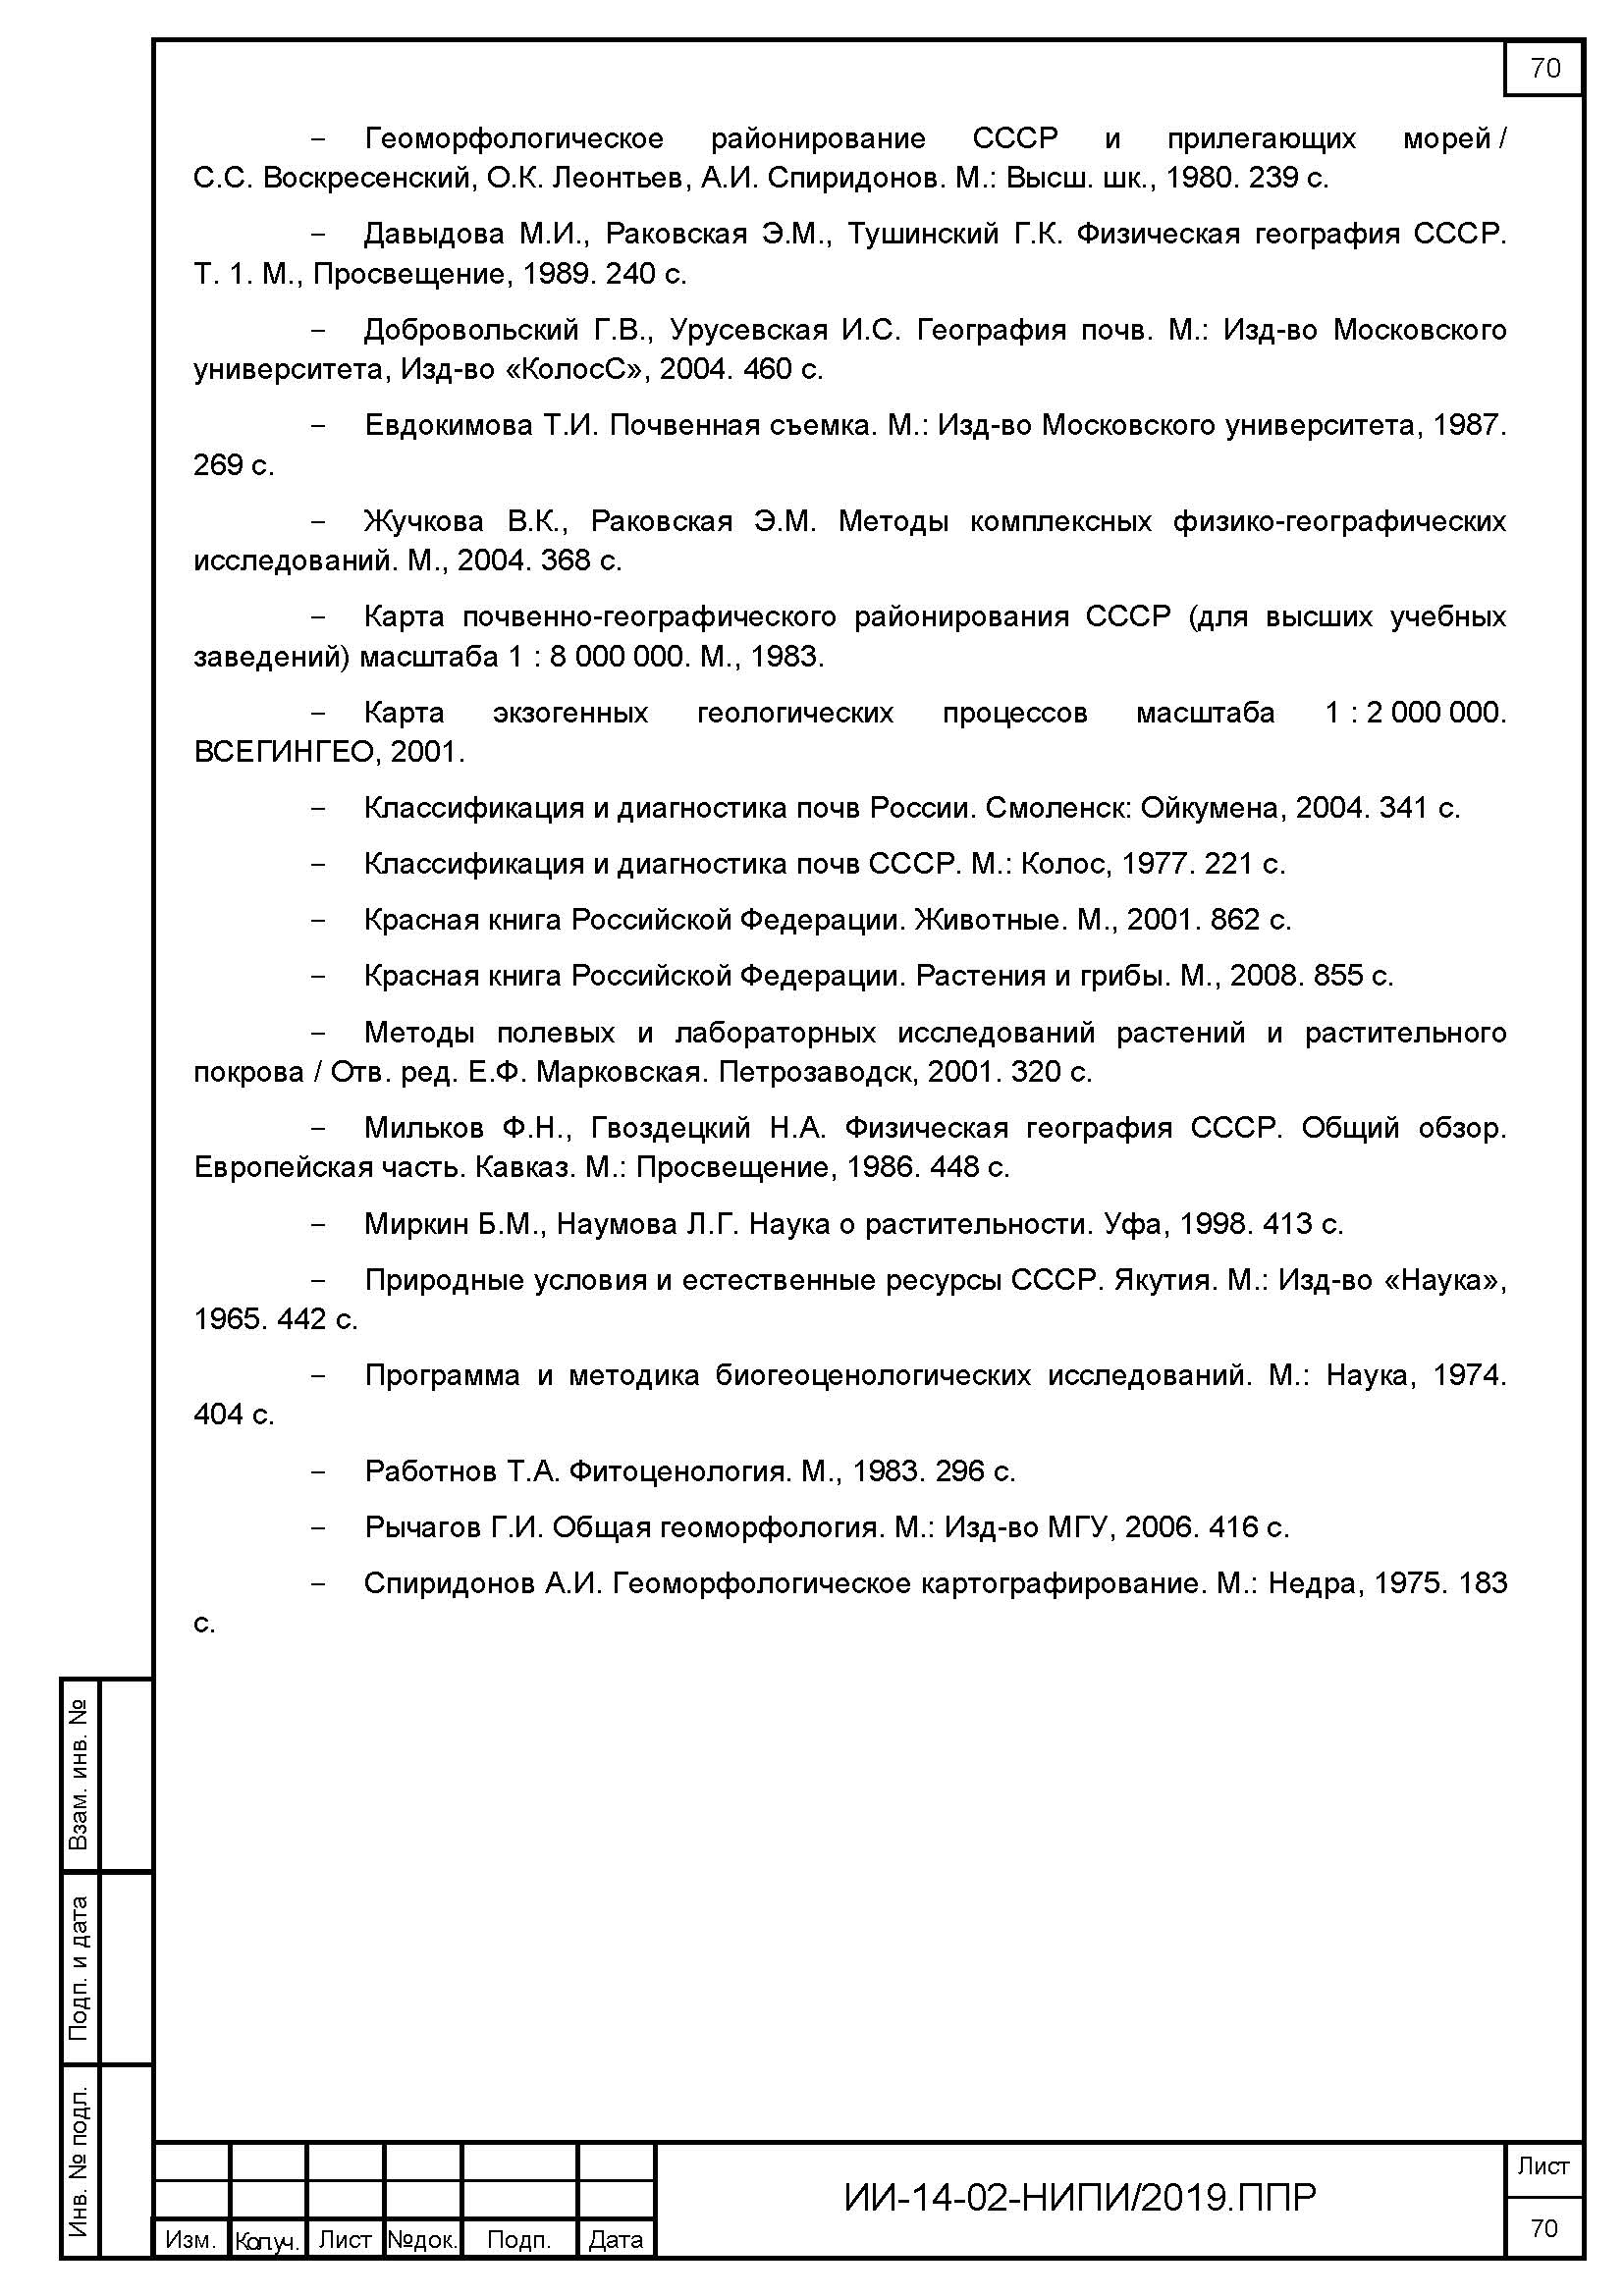 70
– Геоморфологическое районирование СССР и прилегающих морей /
С.С. Воскресенский, О.К. Леонтьев, А.И. Спиридонов. М.: Высш. шк., 1980. 239 с.
– Давыдова М.И., Раковская Э.М., Тушинский Г.К. Физическая география СССР.
Т. 1. М., Просвещение, 1989. 240 с.
– Добровольский Г.В., Урусевская И.С. География почв. М.: Изд-во Московского
университета, Изд-во «КолосС», 2004. 460 с.
– Евдокимова Т.И. Почвенная съемка. М.: Изд-во Московского университета, 1987.
269 с.
– Жучкова В.К., Раковская Э.М. Методы комплексных физико-географических
исследований. М., 2004. 368 с.
– Карта почвенно-географического районирования СССР (для высших учебных
заведений) масштаба 1 : 8 000 000. М., 1983.
– Карта экзогенных геологических процессов масштаба 1 : 2 000 000.
ВСЕГИНГЕО, 2001.
– Классификация и диагностика почв России. Смоленск: Ойкумена, 2004. 341 с.
– Классификация и диагностика почв СССР. М.: Колос, 1977. 221 с.
– Красная книга Российской Федерации. Животные. М., 2001. 862 с.
– Красная книга Российской Федерации. Растения и грибы. М., 2008. 855 с.
– Методы полевых и лабораторных исследований растений и растительного
покрова / Отв. ред. Е.Ф. Марковская. Петрозаводск, 2001. 320 с.
– Мильков Ф.Н., Гвоздецкий Н.А. Физическая география СССР. Общий обзор.
Европейская часть. Кавказ. М.: Просвещение, 1986. 448 с.
– Миркин Б.М., Наумова Л.Г. Наука о растительности. Уфа, 1998. 413 с.
– Природные условия и естественные ресурсы СССР. Якутия. М.: Изд-во «Наука»,
1965. 442 с.
– Программа и методика биогеоценологических исследований. М.: Наука, 1974.
404 с.
– Работнов Т.А. Фитоценология. М., 1983. 296 с.
– Рычагов Г.И. Общая геоморфология. М.: Изд-во МГУ, 2006. 416 с.
– Спиридонов А.И. Геоморфологическое картографирование. М.: Недра, 1975. 183
с.
Взам. инв. №
Подп. и дата
Инв. № подл.
Изм. Кол.уч. Лист №док. Подп. Дата
ИИ-14-02-НИПИ/2019.ППР
Лист
70